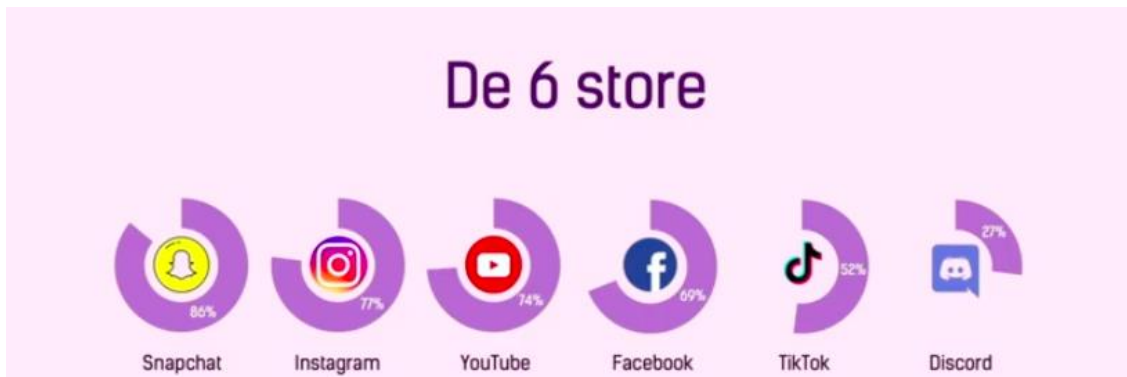 De 6 store
86% 77% 74% 69% 52% 27%
Snapchat Instagram YouTube Facebook TikTok Discord